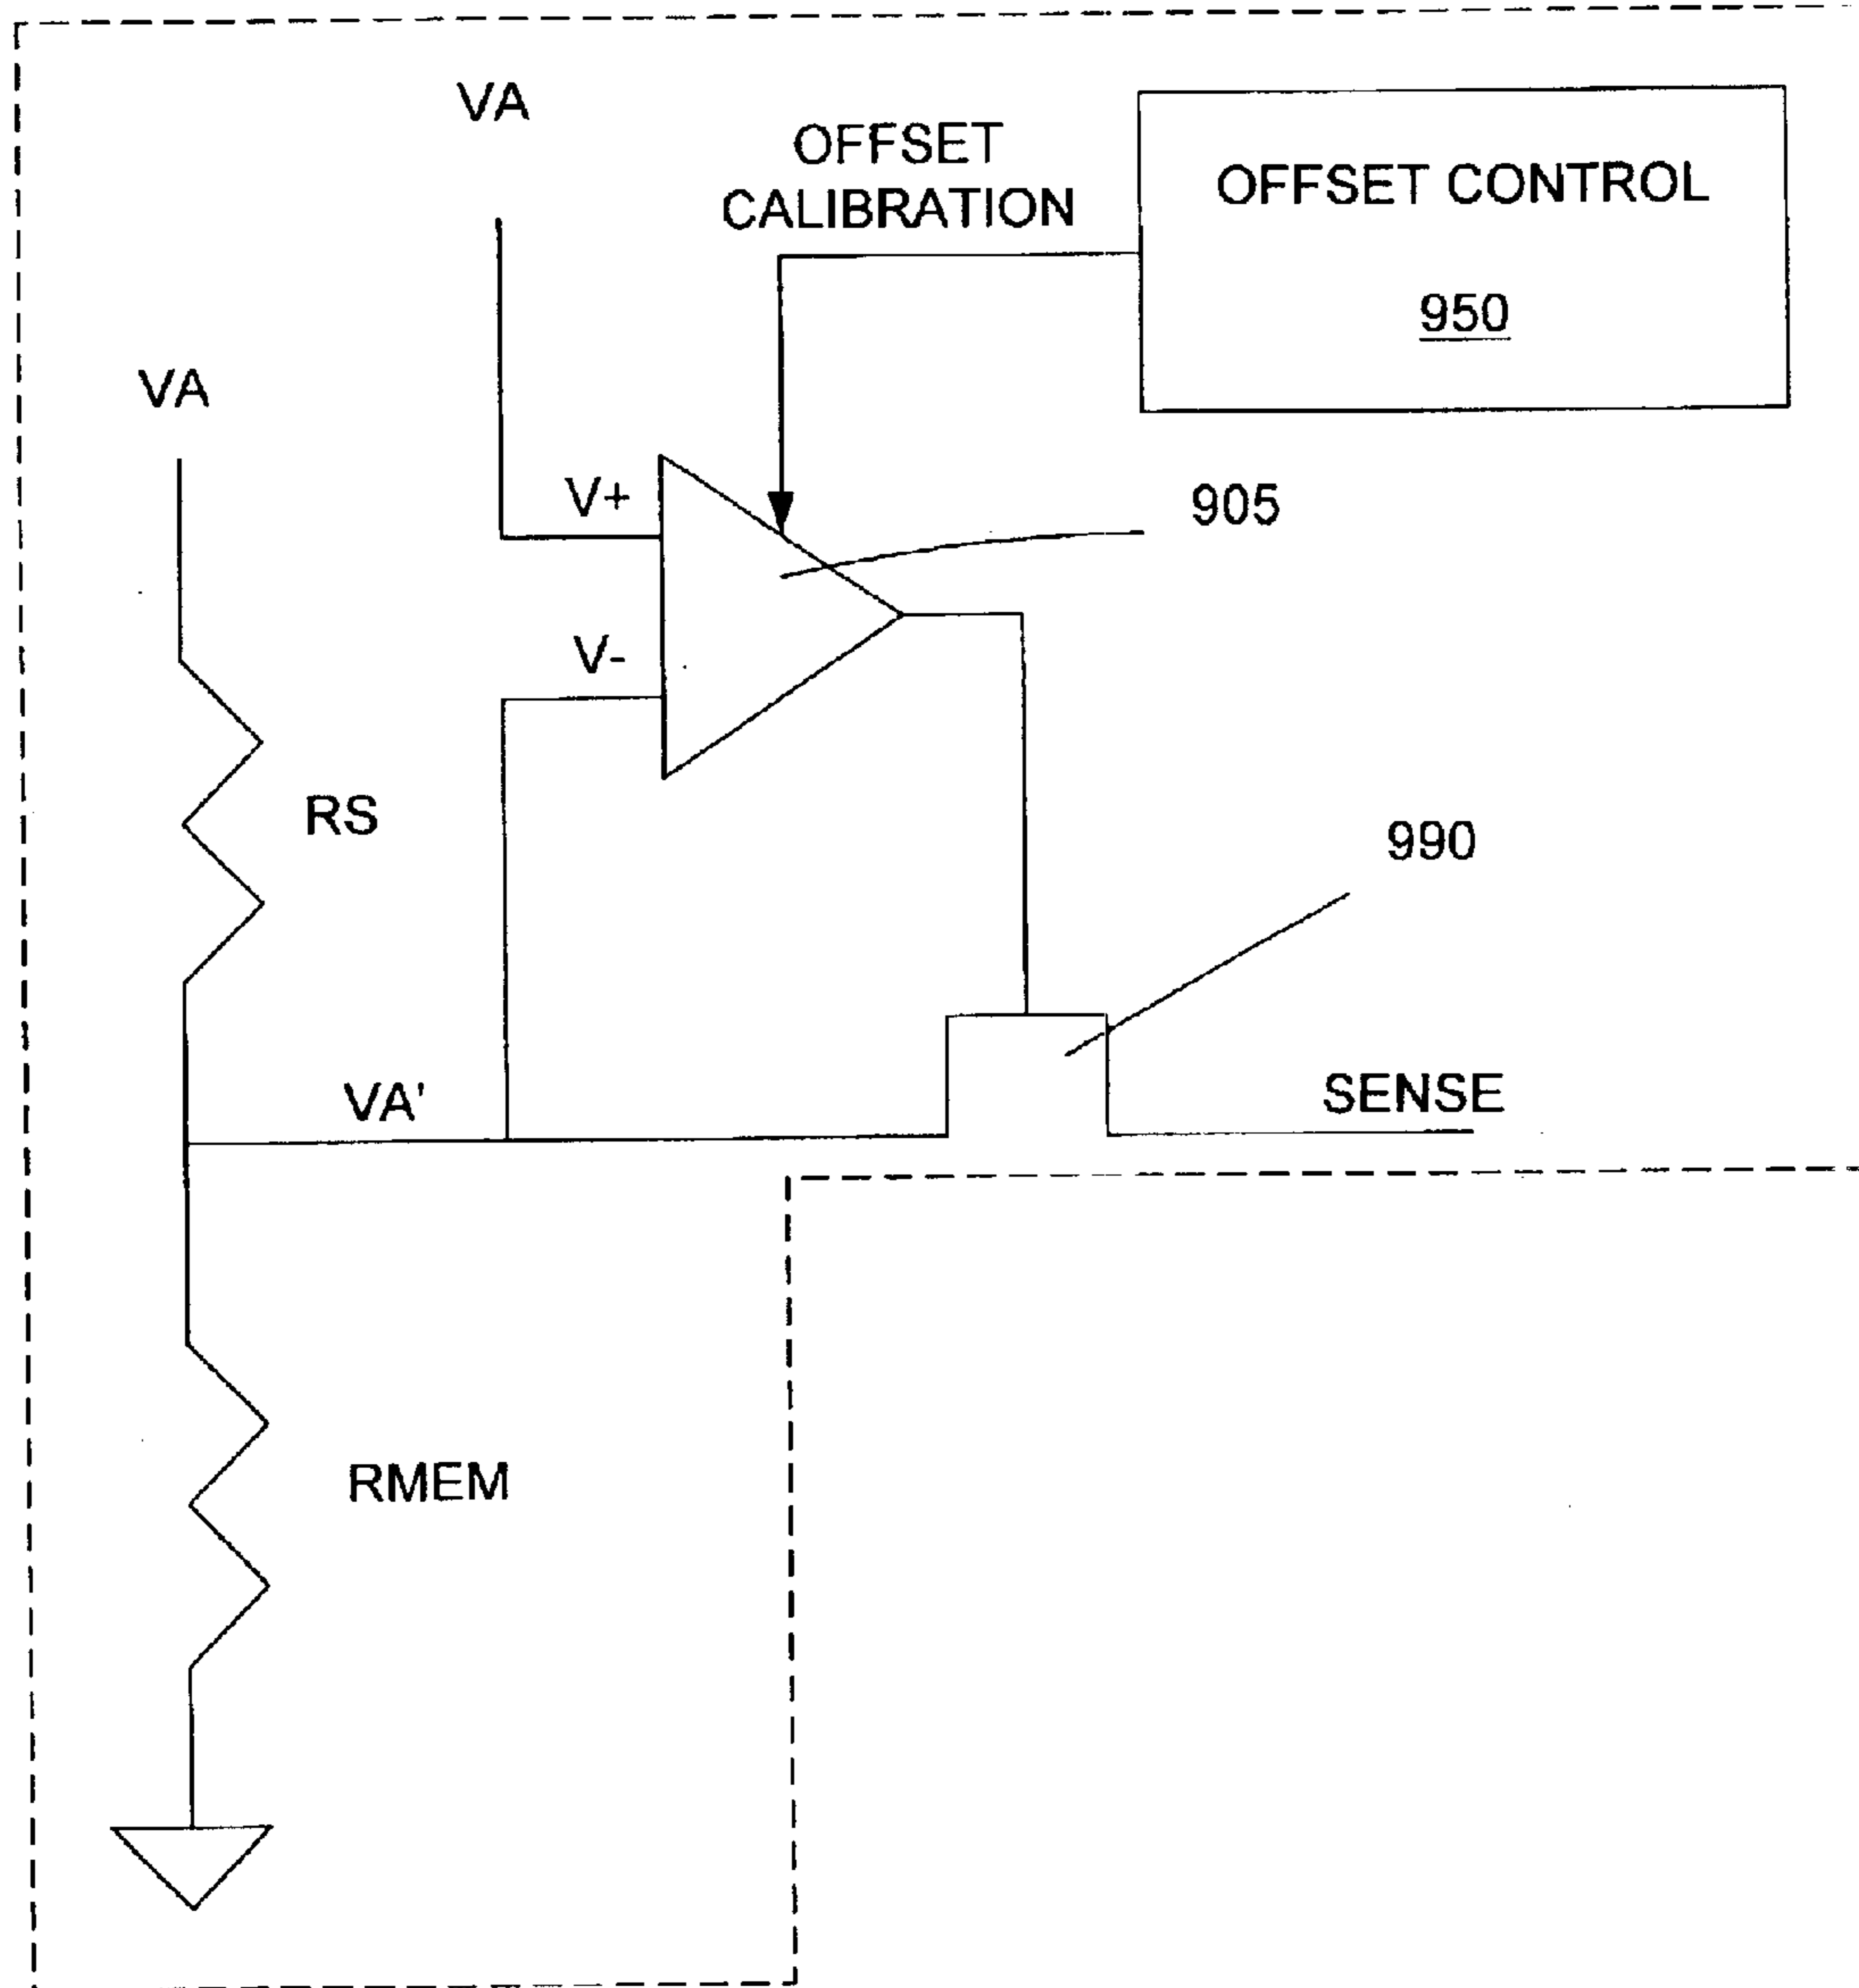 VA
OFFSET
CALIBRATION
OFFSET CONTROL
950
VA
V+
905
V-
RS
990
VA'
SENSE
RMEM